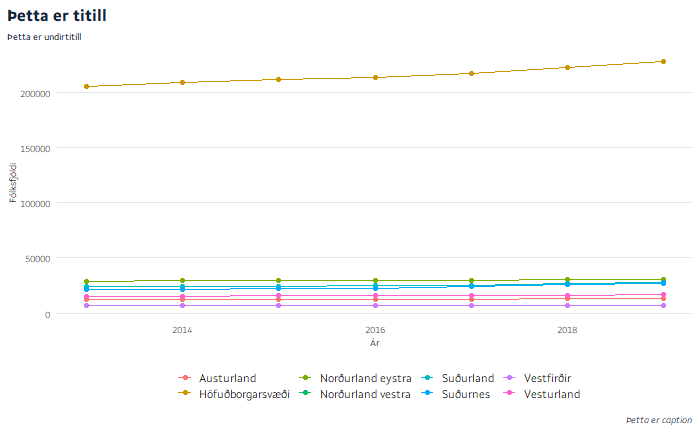 Þetta er titill
Þetta er undirtitill
Fólksfjöldi
200000
150000
100000
50000
0
2014 2016 2018
Ár
Austurland Norðurland eystra Suðurland Vestfirðir
Höfuðborgarsvæði Norðurland vestra Suðurnes Vesturland
Þetta er caption